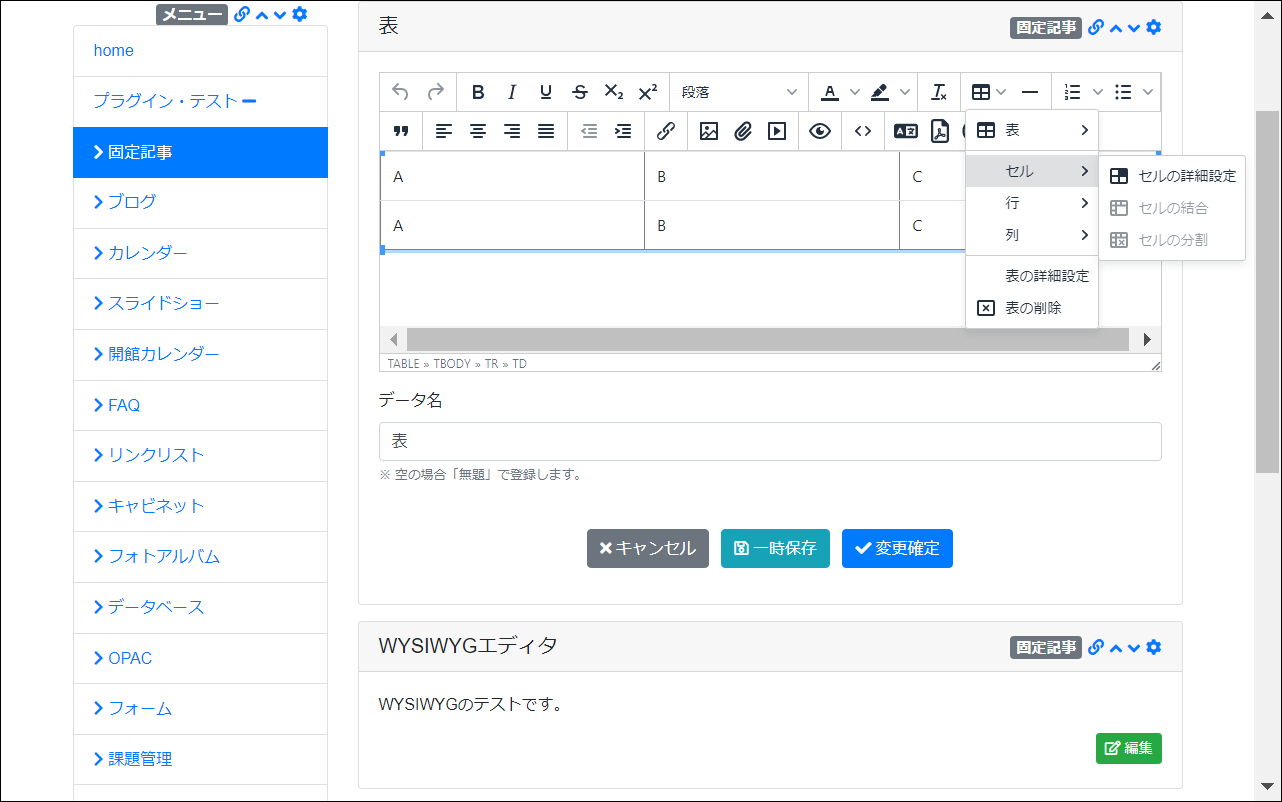 メニュー
home
プラグイン・テスト
固定記事
ブログ
カレンダー
スライドショー
開館カレンダー
FAQ
リンクリスト
キャビネット
フォトアルバム
データベース
OPAC
フォーム
課題管理
表
固定記事
段落
A B C
A B C
表
セル
行
列
表の詳細設定
表の削除
セルの詳細設定
セルの結合
セルの分割
TABLE » TBODY » TR » TD
データ名
表
※ 空の場合「無題」で登録します。
キャンセル 一時保存 変更確定
WYSIWYGエディタ
固定記事
WYSIWYGのテストです。
編集